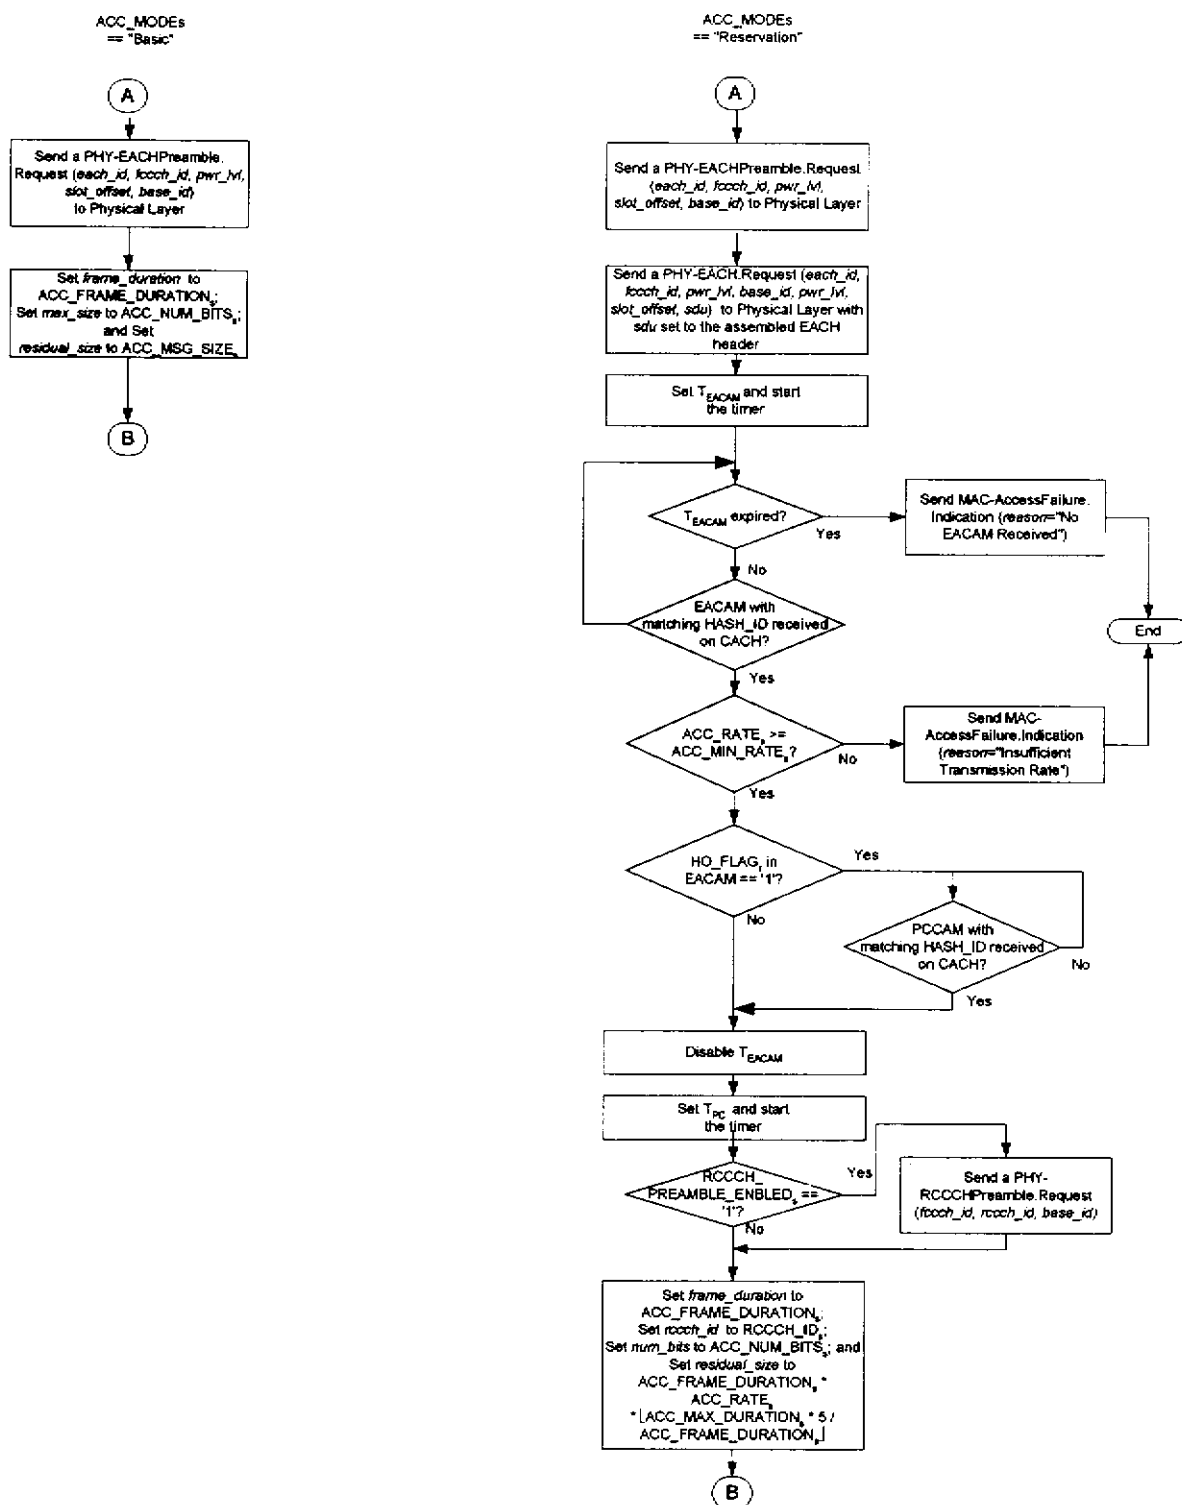 ACC_MODEs
== "Basic"
A
Send a PHY-EACHPreamble.
Request (each_id, fccch_id, pwr_lvl,
slot_offset, base_id)
to Physical Layer
Set frame_duration to
ACC_FRAME_DURATIONs;
Set max_size to ACC_NUM_BITSs;
and Set
residual_size to ACC_MSG_SIZEs
B
ACC_MODEs
== "Reservation"
A
Send a PHY-EACHPreamble.Request
(each_id, fccch_id, pwr_lvl,
slot_offset, base_id) to Physical Layer
Send a PHY-EACH.Request (each_id,
fccch_id, pwr_lvl, base_id, pwr_lvl,
slot_offset, sdu) to Physical Layer with
sdu set to the assembled EACH
header
Set TEACAM and start
the timer
TEACAM expired?
Yes
Send MAC-AccessFailure.
Indication (reason="No
EACAM Received")
No
EACAM with
matching HASH_ID received
on CACH?
End
Yes
ACC_RATEs >=
ACC_MIN_RATEs?
No
Send MAC-
AccessFailure.Indication
(reason="Insufficient
Transmission Rate")
Yes
HO_FLAGr in
EACAM == '1'?
Yes
No
PCCAM with
matching HASH_ID received
on CACH?
No
Yes
Disable TEACAM
Set TPC and start
the timer
RCCCH_
PREAMBLE_ENBLEDs ==
'1'?
Yes
Send a PHY-
RCCCHPreamble.Request
(fccch_id, rccch_id, base_id)
No
Set frame_duration to
ACC_FRAME_DURATIONs;
Set rccch_id to RCCCH_IDs;
Set num_bits to ACC_NUM_BITSs; and
Set residual_size to
ACC_FRAME_DURATIONs *
ACC_RATEs
* ⌊ACC_MAX_DURATIONs * 5 /
ACC_FRAME_DURATIONs⌋
B